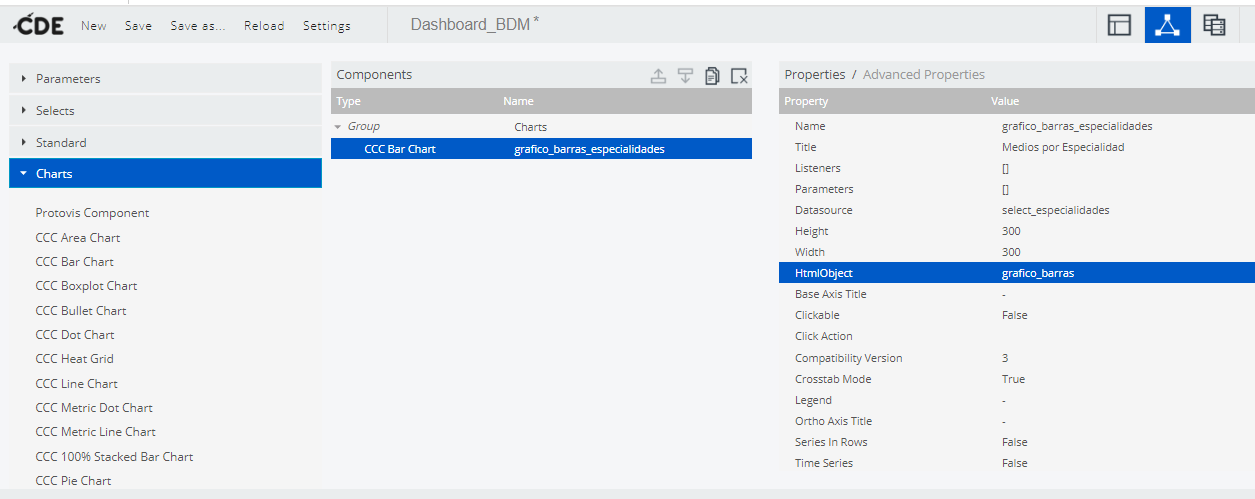 CDE New Save Save as... Reload Settings Dashboard_BDM *
Parameters
Selects
Standard
Charts
Protovis Component
CCC Area Chart
CCC Bar Chart
CCC Boxplot Chart
CCC Bullet Chart
CCC Dot Chart
CCC Heat Grid
CCC Line Chart
CCC Metric Dot Chart
CCC Metric Line Chart
CCC 100% Stacked Bar Chart
CCC Pie Chart
Components
Type Name
Group Charts
CCC Bar Chart grafico_barras_especialidades
Properties / Advanced Properties
Property Value
Name grafico_barras_especialidades
Title Medios por Especialidad
Listeners []
Parameters []
Datasource select_especialidades
Height 300
Width 300
HtmlObject grafico_barras
Base Axis Title -
Clickable False
Click Action
Compatibility Version 3
Crosstab Mode True
Legend -
Ortho Axis Title -
Series In Rows False
Time Series False